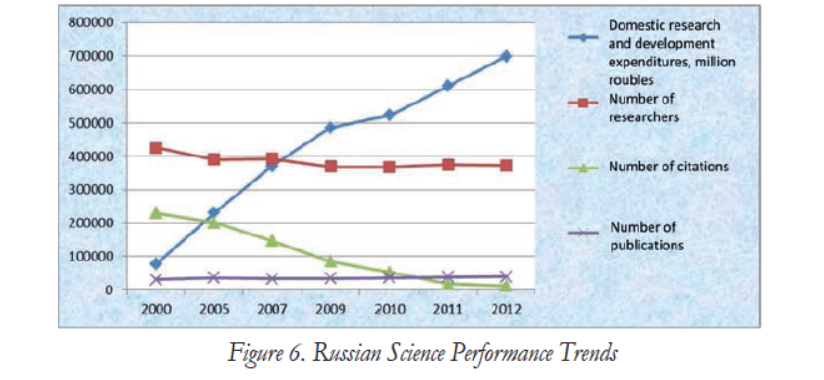 800000
700000
600000
500000
400000
300000
200000
100000
0
2000 2005 2007 2009 2010 2011 2012
Domestic research
and development
expenditures, million
roubles
Number of
researchers
Number of citations
Number of
publications
Figure 6. Russian Science Performance Trends